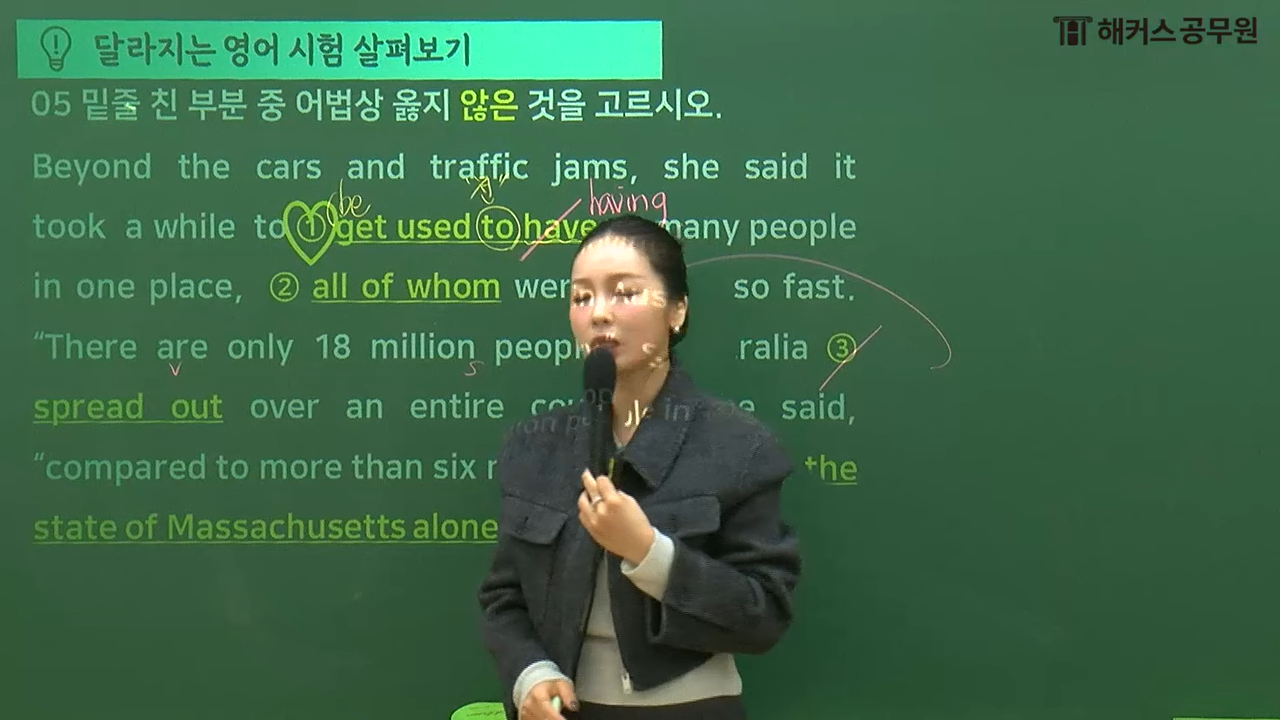 해커스공무원
달라지는 영어 시험 살펴보기
05 밑줄 친 부분 중 어법상 옳지 않은 것을 고르시오.
Beyond the cars and traffic jams, she said it
be "전" having
took a while to ① get used to have many people
in one place, ② all of whom so fast.
"There are only 18 million ③
v s
spread out over an entire said,
"compared to more than six the
state of Massachusetts alone